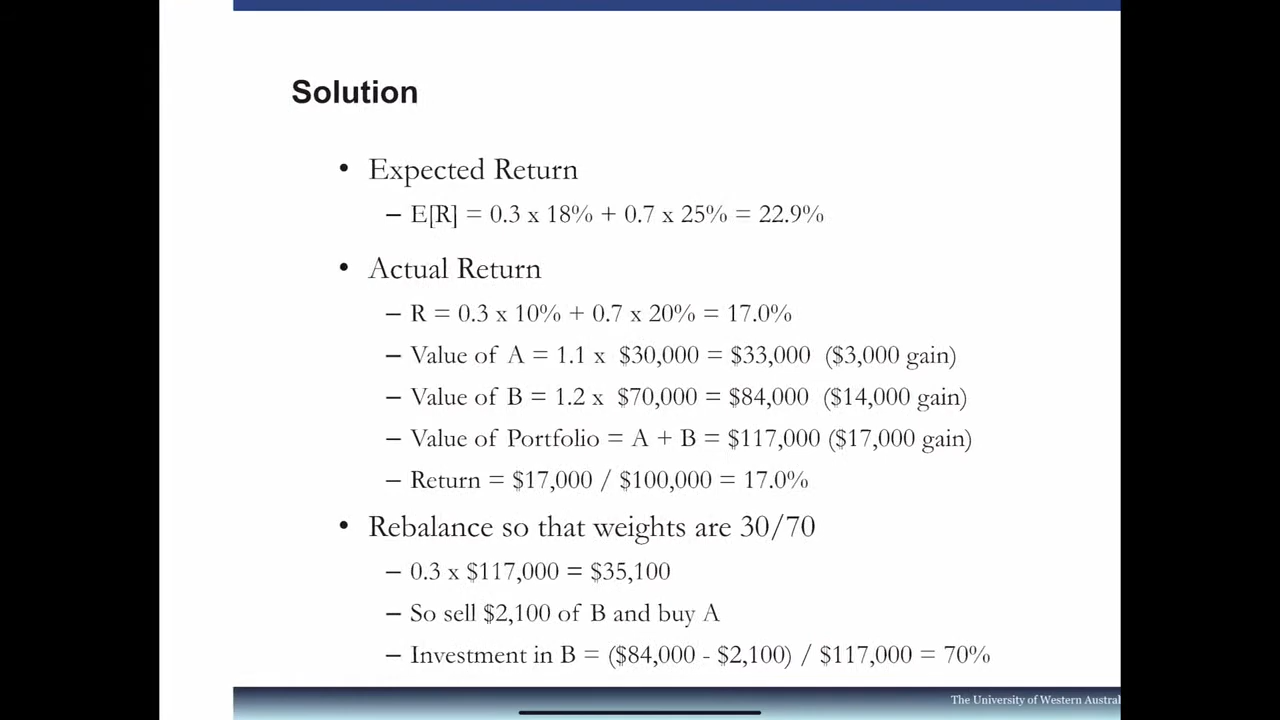 Solution
• Expected Return
– E[R] = 0.3 x 18% + 0.7 x 25% = 22.9%
• Actual Return
– R = 0.3 x 10% + 0.7 x 20% = 17.0%
– Value of A = 1.1 x $30,000 = $33,000 ($3,000 gain)
– Value of B = 1.2 x $70,000 = $84,000 ($14,000 gain)
– Value of Portfolio = A + B = $117,000 ($17,000 gain)
– Return = $17,000 / $100,000 = 17.0%
• Rebalance so that weights are 30/70
– 0.3 x $117,000 = $35,100
– So sell $2,100 of B and buy A
– Investment in B = ($84,000 - $2,100) / $117,000 = 70%
The University of Western Austral